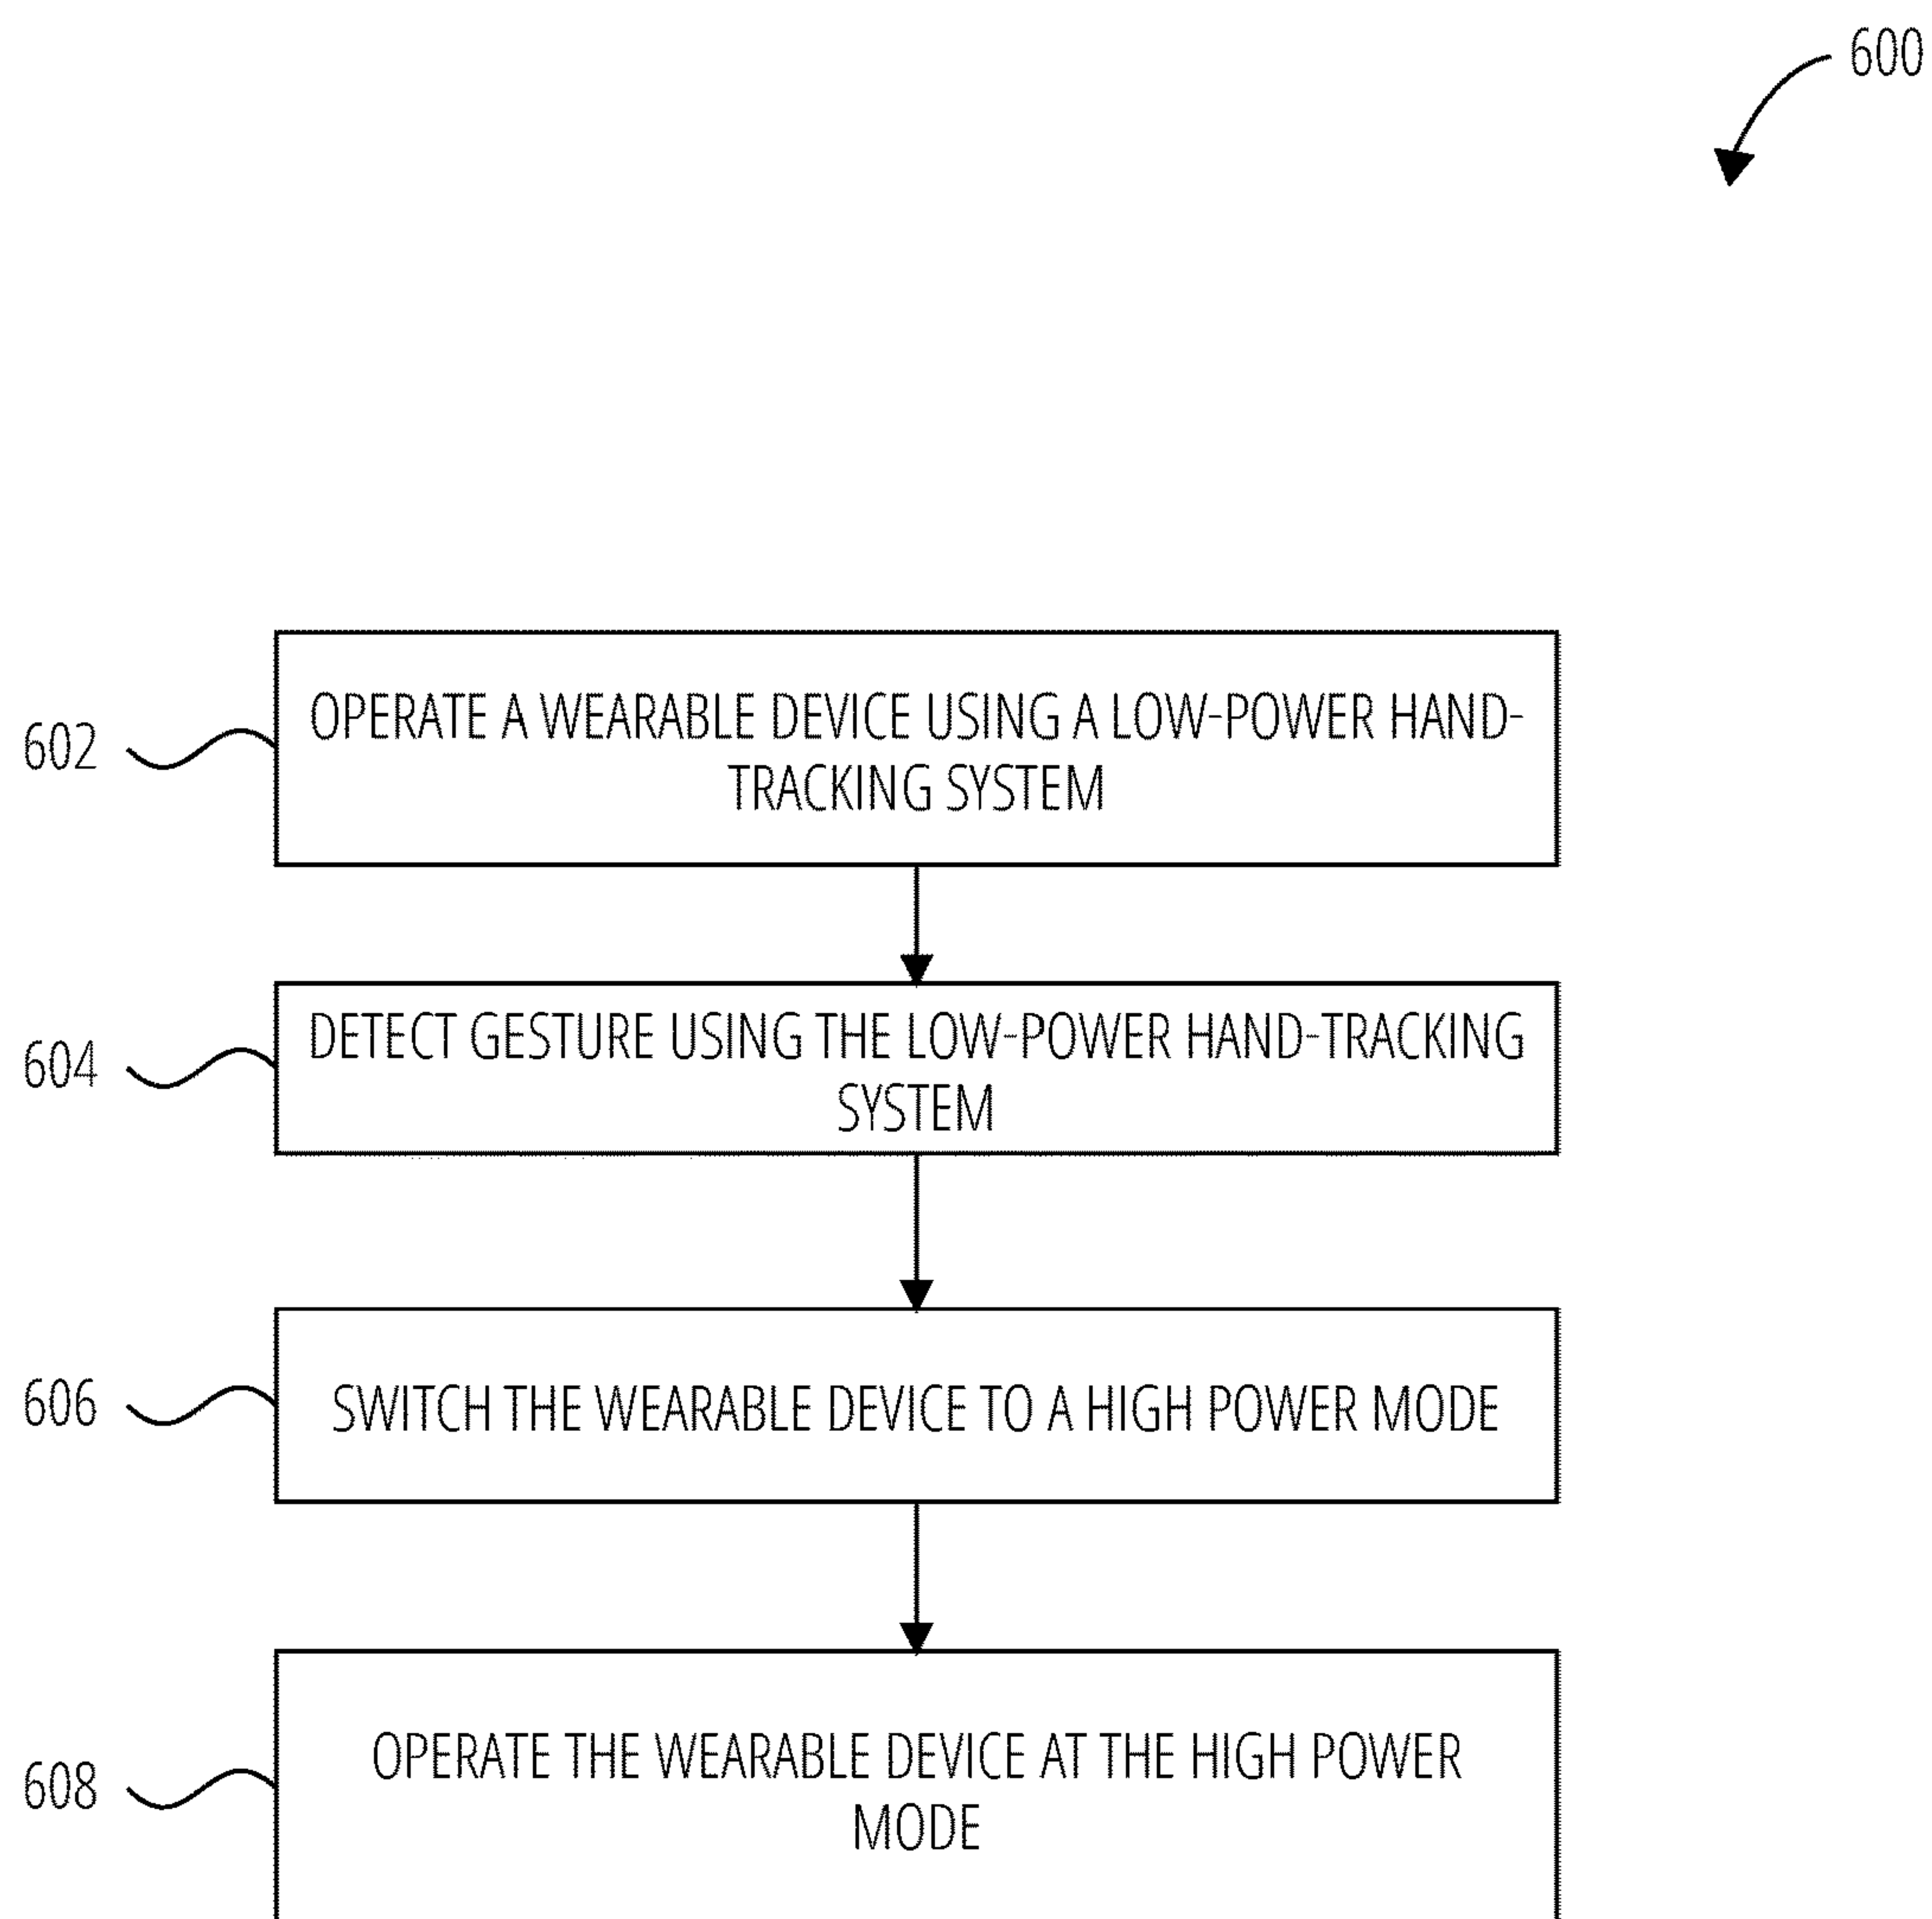 600
602
OPERATE A WEARABLE DEVICE USING A LOW-POWER HAND-
TRACKING SYSTEM
604
DETECT GESTURE USING THE LOW-POWER HAND-TRACKING
SYSTEM
606
SWITCH THE WEARABLE DEVICE TO A HIGH POWER MODE
608
OPERATE THE WEARABLE DEVICE AT THE HIGH POWER
MODE